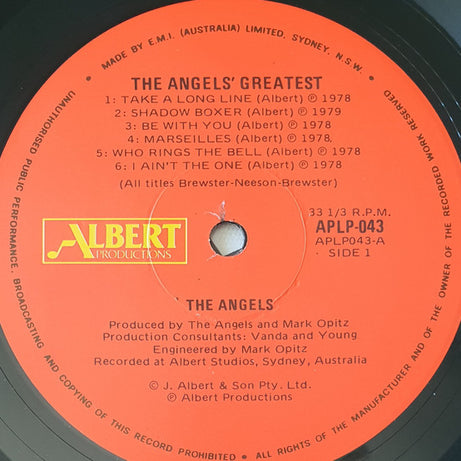 MADE BY E.M.I. (AUSTRALIA) LIMITED, SYDNEY, N.S.W. •
THE ANGELS' GREATEST
1: TAKE A LONG LINE (Albert) ℗ 1978
2: SHADOW BOXER (Albert) ℗ 1979
3: BE WITH YOU (Albert) ℗ 1978
4: MARSEILLES (Albert) ℗ 1978.
5: WHO RINGS THE BELL (Albert) ℗ 1978
6: I AIN'T THE ONE (Albert) ℗ 1978
(All titles Brewster-Neeson-Brewster)
ALBERT
PRODUCTIONS
33 1/3 R.P.M.
APLP-043
APLP043-A
SIDE 1
THE ANGELS
Produced by The Angels and Mark Opitz
Production Consultants: Vanda and Young
Engineered by Mark Opitz
Recorded at Albert Studios, Sydney, Australia
© J. Albert & Son Pty. Ltd.
℗ Albert Productions
UNAUTHORISED PUBLIC PERFORMANCE, BROADCASTING AND COPYING OF THIS RECORD PROHIBITED • ALL RIGHTS OF THE MANUFACTURER AND OF THE OWNER OF THE RECORDED WORK RESERVED